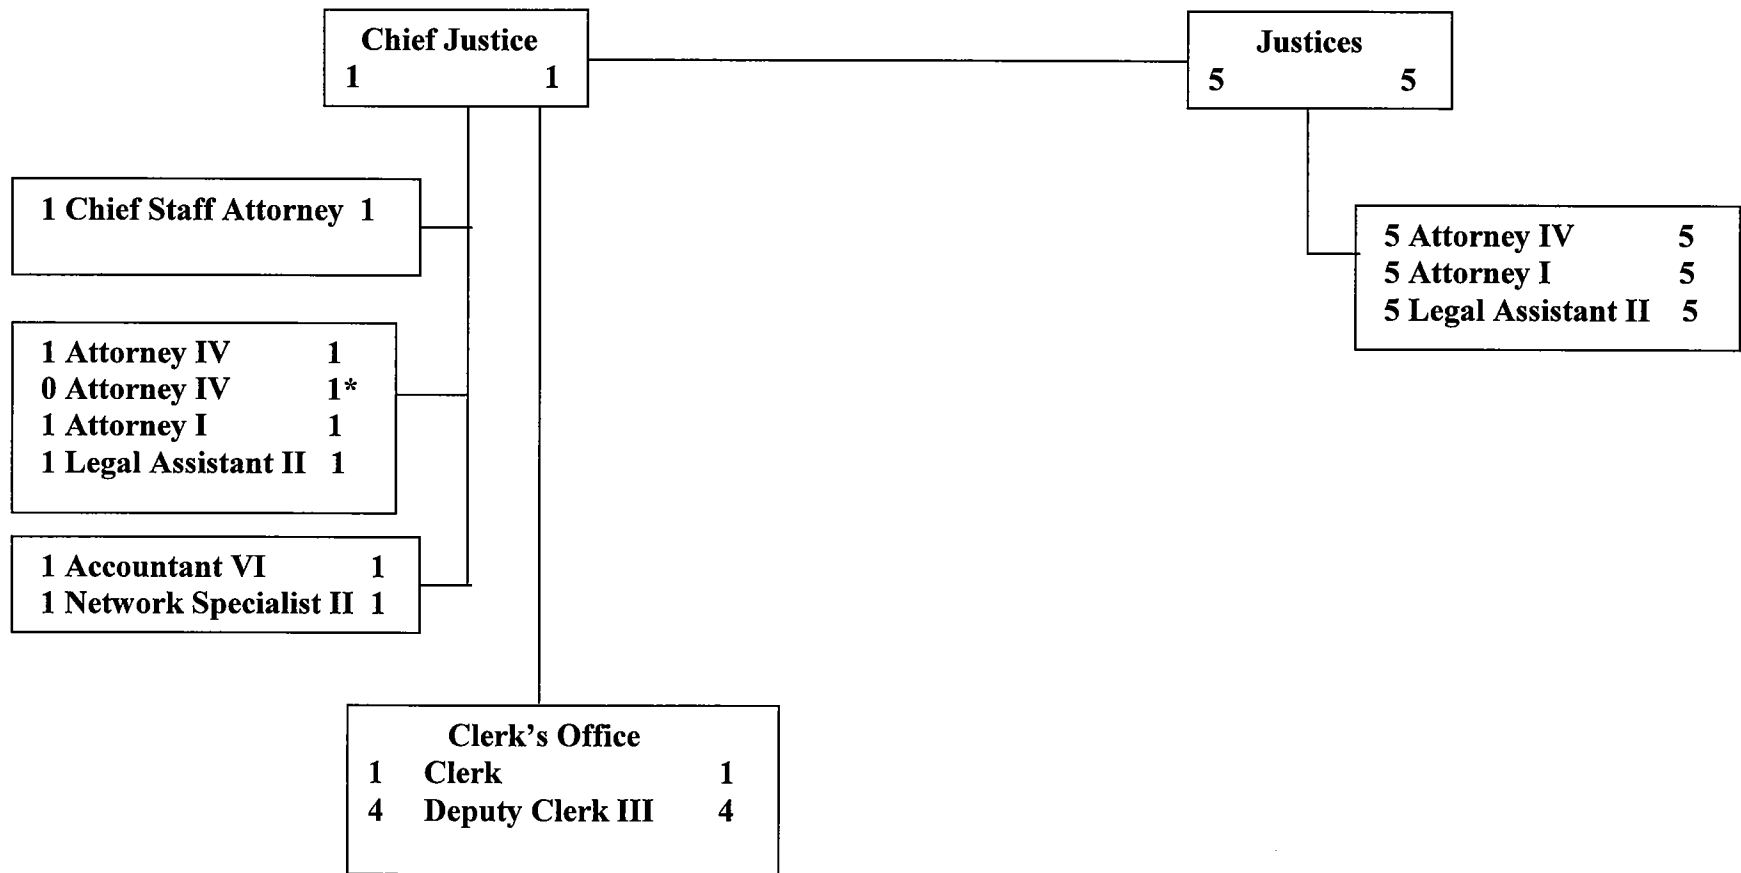 Chief Justice
1 1
Justices
5 5
1 Chief Staff Attorney 1
5 Attorney IV 5
5 Attorney I 5
5 Legal Assistant II 5
1 Attorney IV 1
0 Attorney IV 1*
1 Attorney I 1
1 Legal Assistant II 1
1 Accountant VI 1
1 Network Specialist II 1
Clerk’s Office
1 Clerk 1
4 Deputy Clerk III 4